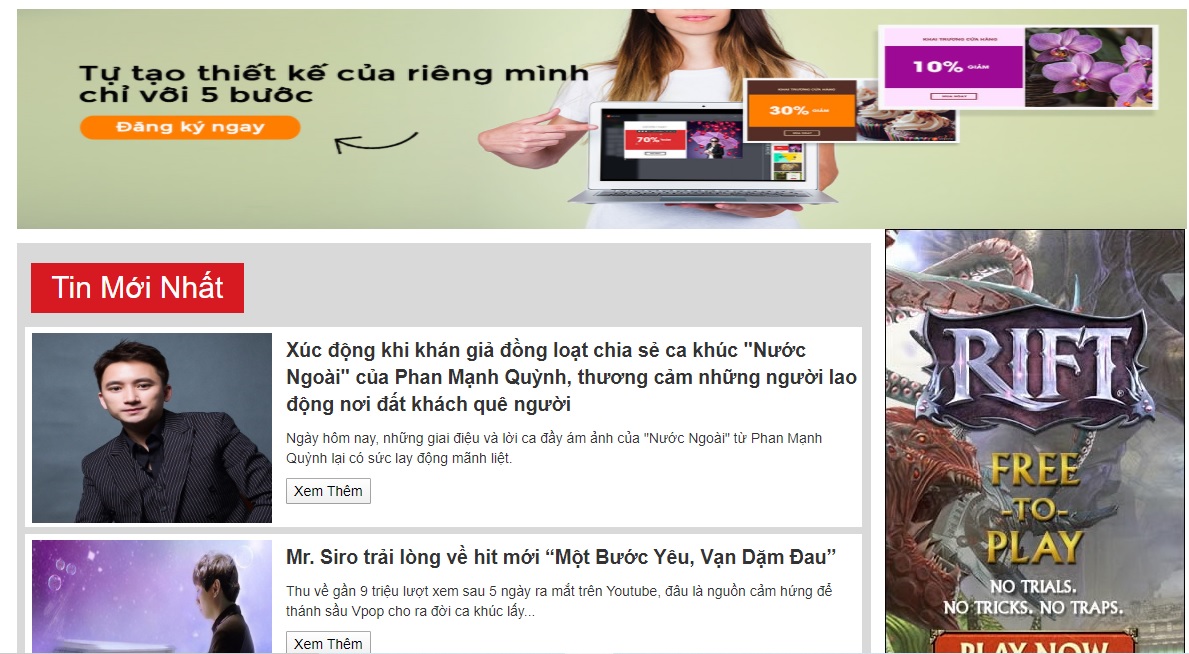 Tự tạo thiết kế của riêng mình
chỉ với 5 bước
Đăng ký ngay
KHAI TRƯƠNG CỬA HÀNG
10% GIẢM
MUA NGAY
30% GIẢM
70%
Tin Mới Nhất
Xúc động khi khán giả đồng loạt chia sẻ ca khúc "Nước
Ngoài" của Phan Mạnh Quỳnh, thương cảm những người lao
động nơi đất khách quê người
Ngày hôm nay, những giai điệu và lời ca đầy ám ảnh của "Nước Ngoài" từ Phan Mạnh
Quỳnh lại có sức lay động mãnh liệt.
Xem Thêm
Mr. Siro trải lòng về hit mới “Một Bước Yêu, Vạn Dặm Đau”
Thu về gần 9 triệu lượt xem sau 5 ngày ra mắt trên Youtube, đâu là nguồn cảm hứng để
thánh sầu Vpop cho ra đời ca khúc lấy...
Xem Thêm
RIFT
FREE
-TO-
PLAY
NO TRIALS.
NO TRICKS. NO TRAPS.
PLAY NOW